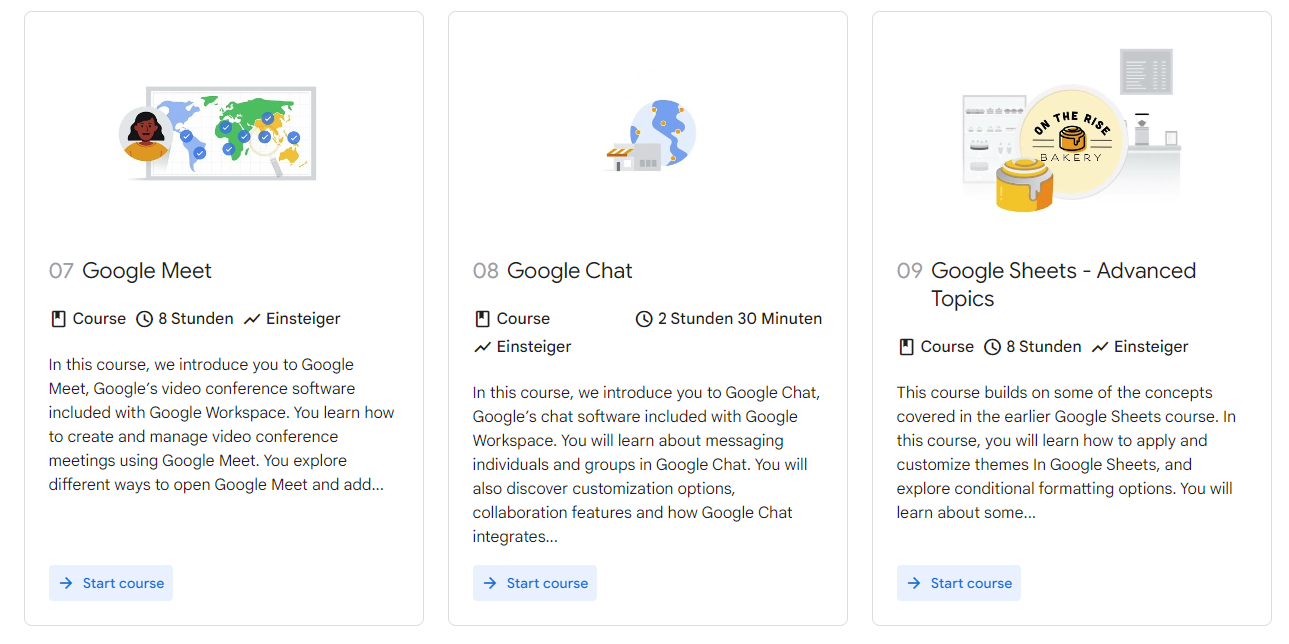 ON THE RISE
BAKERY
07 Google Meet
Course 8 Stunden Einsteiger
In this course, we introduce you to Google
Meet, Google’s video conference software
included with Google Workspace. You learn how
to create and manage video conference
meetings using Google Meet. You explore
different ways to open Google Meet and add...
Start course
08 Google Chat
Course 2 Stunden 30 Minuten
Einsteiger
In this course, we introduce you to Google Chat,
Google’s chat software included with Google
Workspace. You will learn about messaging
individuals and groups in Google Chat. You will
also discover customization options,
collaboration features and how Google Chat
integrates...
Start course
09 Google Sheets - Advanced
Topics
Course 8 Stunden Einsteiger
This course builds on some of the concepts
covered in the earlier Google Sheets course. In
this course, you will learn how to apply and
customize themes In Google Sheets, and
explore conditional formatting options. You will
learn about some...
Start course